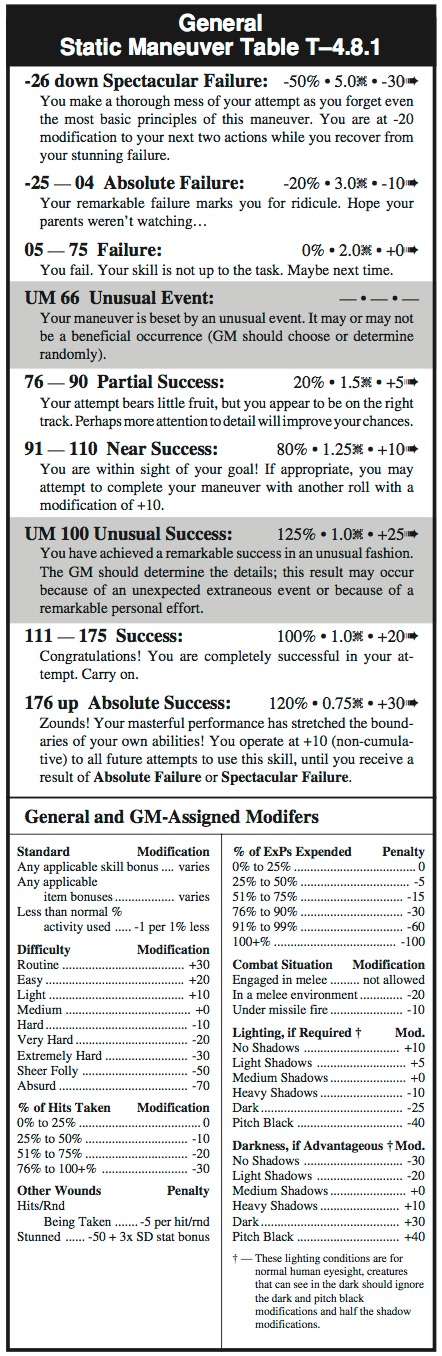 General
Static Maneuver Table T–4.8.1
-26 down Spectacular Failure: -50% • 5.0※ • -30➠
You make a thorough mess of your attempt as you forget even
the most basic principles of this maneuver. You are at -20
modification to your next two actions while you recover from
your stunning failure.
-25 — 04 Absolute Failure: -20% • 3.0※ • -10➠
Your remarkable failure marks you for ridicule. Hope your
parents weren't watching…
05 — 75 Failure: 0% • 2.0※ • +0➠
You fail. Your skill is not up to the task. Maybe next time.
UM 66 Unusual Event: — • — • —
Your maneuver is beset by an unusual event. It may or may not
be a beneficial occurrence (GM should choose or determine
randomly).
76 — 90 Partial Success: 20% • 1.5※ • +5➠
Your attempt bears little fruit, but you appear to be on the right
track. Perhaps more attention to detail will improve your chances.
91 — 110 Near Success: 80% • 1.25※ • +10➠
You are within sight of your goal! If appropriate, you may
attempt to complete your maneuver with another roll with a
modification of +10.
UM 100 Unusual Success: 125% • 1.0※ • +25➠
You have achieved a remarkable success in an unusual fashion.
The GM should determine the details; this result may occur
because of an unexpected extraneous event or because of a
remarkable personal effort.
111 — 175 Success: 100% • 1.0※ • +20➠
Congratulations! You are completely successful in your at-
tempt. Carry on.
176 up Absolute Success: 120% • 0.75※ • +30➠
Zounds! Your masterful performance has stretched the bound-
aries of your own abilities! You operate at +10 (non-cumula-
tive) to all future attempts to use this skill, until you receive a
result of Absolute Failure or Spectacular Failure.
General and GM-Assigned Modifers
Standard Modification
Any applicable skill bonus .... varies
Any applicable
item bonuses ................ varies
Less than normal %
activity used ..... -1 per 1% less
Difficulty Modification
Routine .................................. +30
Easy ....................................... +20
Light ...................................... +10
Medium ................................... +0
Hard ........................................ -10
Very Hard ............................... -20
Extremely Hard ...................... -30
Sheer Folly ............................. -50
Absurd .................................... -70
% of Hits Taken Modification
0% to 25% ................................. 0
25% to 50% ............................ -10
51% to 75% ............................ -20
76% to 100+% ....................... -30
Other Wounds Penalty
Hits/Rnd
Being Taken ....... -5 per hit/rnd
Stunned ...... -50 + 3x SD stat bonus
% of ExPs Expended Penalty
0% to 25% ................................. 0
25% to 50% .............................. -5
51% to 75% ............................ -15
76% to 90% ............................ -30
91% to 99% ............................ -60
100+% ................................... -100
Combat Situation Modification
Engaged in melee ......... not allowed
In a melee environment ........... -20
Under missile fire .................... -10
Lighting, if Required † Mod.
No Shadows .......................... +10
Light Shadows ........................ +5
Medium Shadows .................... +0
Heavy Shadows ...................... -10
Dark ........................................ -25
Pitch Black ............................. -40
Darkness, if Advantageous † Mod.
No Shadows ........................... -30
Light Shadows ........................ -20
Medium Shadows .................... +0
Heavy Shadows ..................... +10
Dark ....................................... +30
Pitch Black ............................ +40
† — These lighting conditions are for
normal human eyesight, creatures
that can see in the dark should ignore
the dark and pitch black
modifications and half the shadow
modifications.